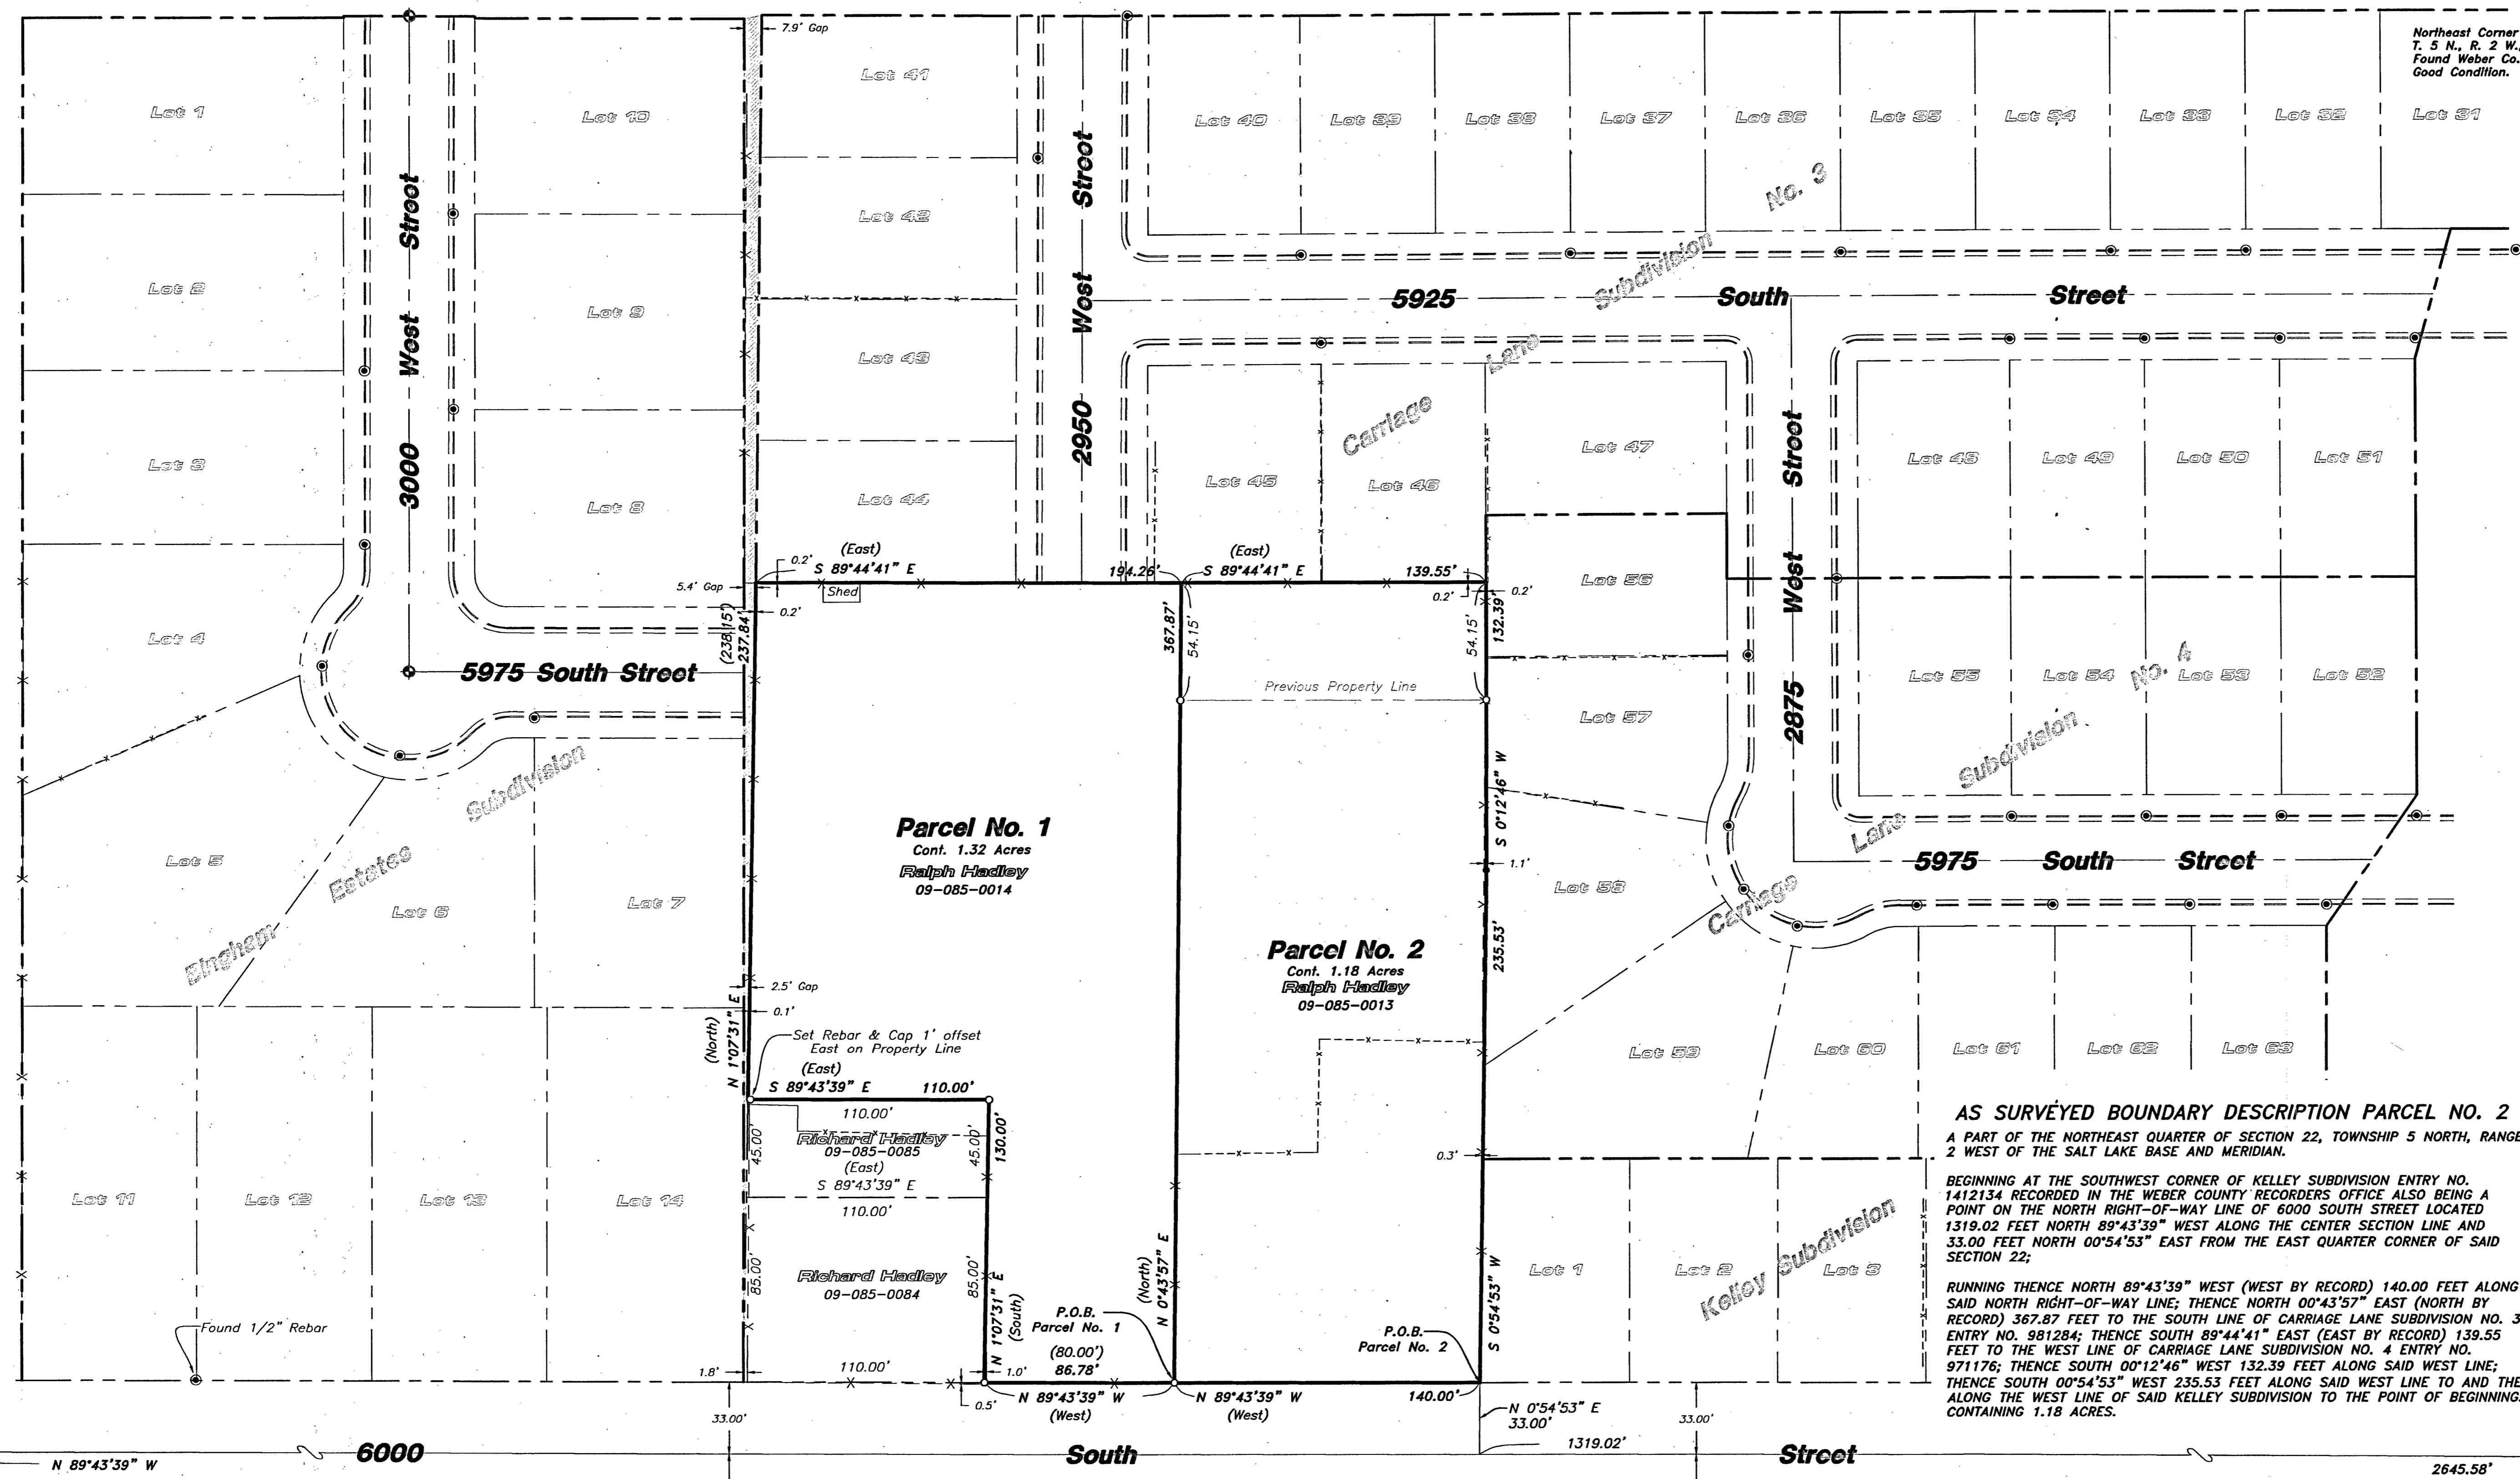 7.9' Gap
Northeast Corner
T. 5 N., R. 2 W.,
Found Weber Co.
Good Condition.
Lot 1
Lot 10
Lot 41
Lot 40
Lot 39
Lot 38
Lot 37
Lot 36
Lot 35
Lot 34
Lot 33
Lot 32
Lot 31
Lot 42
Lot 2
Lot 9
Lot 43
3000 West Street
2950 West Street
5925 South Street
Carriage Lane Subdivision No. 3
Lot 3
Lot 8
Lot 44
Lot 45
Lot 46
Lot 47
Lot 48
Lot 49
Lot 50
Lot 51
2875 West Street
(East)
S 89°44'41" E
194.26'
(East)
S 89°44'41" E
139.55'
0.2'
5.4' Gap
Shed
0.2'
0.2'
0.2'
(238.15')
237.84'
367.87'
54.15'
54.15'
132.39'
Lot 56
Lot 4
5975 South Street
Previous Property Line
Lot 57
Lot 55
Lot 54
Lot 53
Lot 52
Carriage Lane Subdivision No. 4
S 0°12'46" W
Parcel No. 1
Cont. 1.32 Acres
Ralph Hadley
09-085-0014
Lot 5
Lot 6
Lot 7
Bingham Estates Subdivision
1.1'
Lot 58
5975 South Street
235.53'
Parcel No. 2
Cont. 1.18 Acres
Ralph Hadley
09-085-0013
2.5' Gap
0.1'
(North)
N 1°07'31" E
Set Rebar & Cap 1' offset
East on Property Line
(East)
S 89°43'39" E
110.00'
110.00'
Lot 59
Lot 60
Lot 61
Lot 62
Lot 63
45.00'
Richard Hadley
09-085-0085
(East)
S 89°43'39" E
110.00'
45.00'
130.00'
0.3'
Lot 11
Lot 12
Lot 13
Lot 14
85.00'
Richard Hadley
09-085-0084
85.00'
N 1°07'31" E
(South)
(North)
N 0°43'57" E
S 0°54'53" W
Lot 1
Lot 2
Lot 3
Kelley Subdivision
Found 1/2" Rebar
P.O.B.
Parcel No. 1
(80.00')
86.78'
P.O.B.
Parcel No. 2
1.8'
110.00'
1.0'
0.5'
N 89°43'39" W
(West)
N 89°43'39" W
(West)
140.00'
N 0°54'53" E
33.00'
33.00'
33.00'
1319.02'
6000 South Street
N 89°43'39" W
2645.58'
AS SURVEYED BOUNDARY DESCRIPTION PARCEL NO. 2
A PART OF THE NORTHEAST QUARTER OF SECTION 22, TOWNSHIP 5 NORTH, RANGE
2 WEST OF THE SALT LAKE BASE AND MERIDIAN.
BEGINNING AT THE SOUTHWEST CORNER OF KELLEY SUBDIVISION ENTRY NO.
1412134 RECORDED IN THE WEBER COUNTY RECORDERS OFFICE ALSO BEING A
POINT ON THE NORTH RIGHT-OF-WAY LINE OF 6000 SOUTH STREET LOCATED
1319.02 FEET NORTH 89°43'39" WEST ALONG THE CENTER SECTION LINE AND
33.00 FEET NORTH 00°54'53" EAST FROM THE EAST QUARTER CORNER OF SAID
SECTION 22;
RUNNING THENCE NORTH 89°43'39" WEST (WEST BY RECORD) 140.00 FEET ALONG
SAID NORTH RIGHT-OF-WAY LINE; THENCE NORTH 00°43'57" EAST (NORTH BY
RECORD) 367.87 FEET TO THE SOUTH LINE OF CARRIAGE LANE SUBDIVISION NO. 3
ENTRY NO. 981284; THENCE SOUTH 89°44'41" EAST (EAST BY RECORD) 139.55
FEET TO THE WEST LINE OF CARRIAGE LANE SUBDIVISION NO. 4 ENTRY NO.
971176; THENCE SOUTH 00°12'46" WEST 132.39 FEET ALONG SAID WEST LINE;
THENCE SOUTH 00°54'53" WEST 235.53 FEET ALONG SAID WEST LINE TO AND THE
ALONG THE WEST LINE OF SAID KELLEY SUBDIVISION TO THE POINT OF BEGINNING.
CONTAINING 1.18 ACRES.